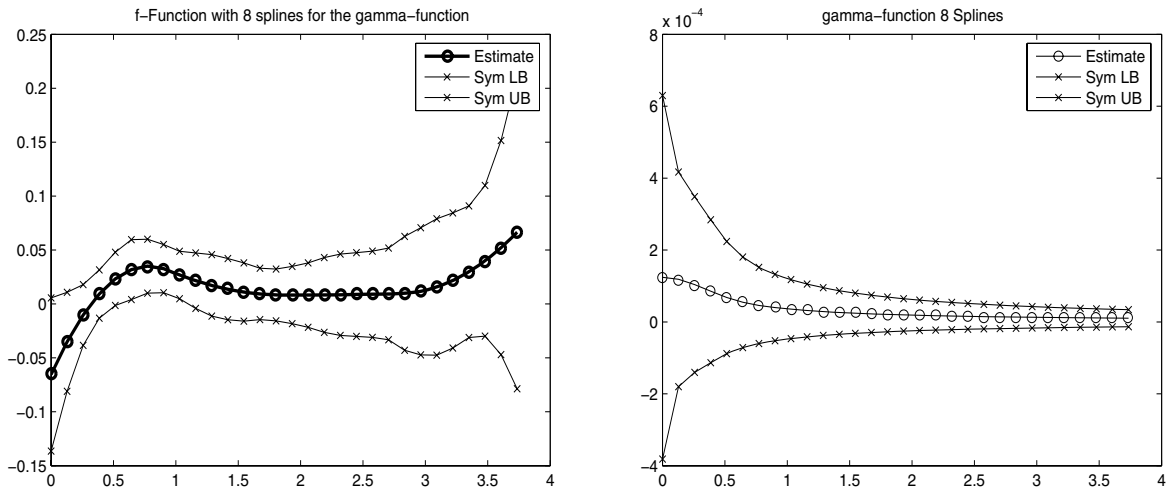 f−Function with 8 splines for the gamma−function
0.25
0.2
0.15
0.1
0.05
0
−0.05
−0.1
−0.15
0 0.5 1 1.5 2 2.5 3 3.5 4
Estimate
Sym LB
Sym UB
gamma−function 8 Splines
x 10−4
8
6
4
2
0
−2
−4
0 0.5 1 1.5 2 2.5 3 3.5 4
Estimate
Sym LB
Sym UB